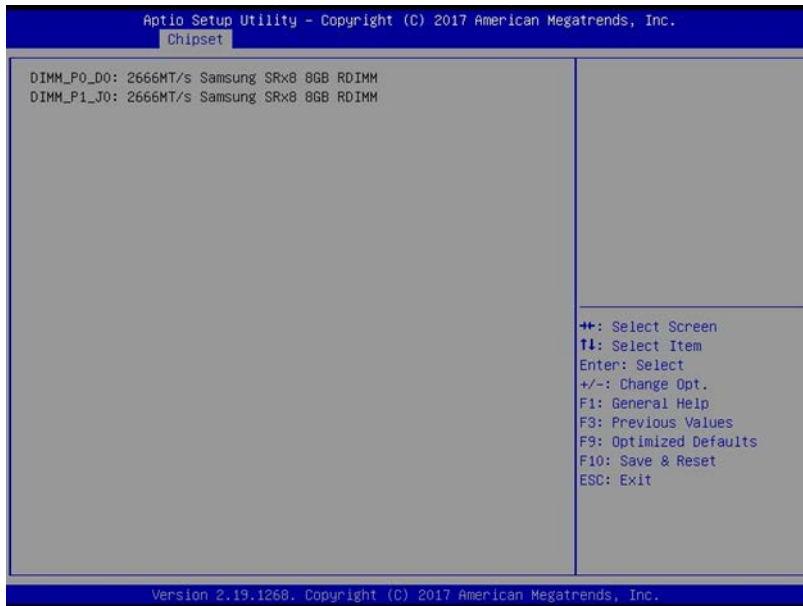 Aptio Setup Utility – Copyright (C) 2017 American Megatrends, Inc.
Chipset
DIMM_P0_D0: 2666MT/s Samsung SRx8 8GB RDIMM
DIMM_P1_J0: 2666MT/s Samsung SRx8 8GB RDIMM
→←: Select Screen
↑↓: Select Item
Enter: Select
+/-: Change Opt.
F1: General Help
F3: Previous Values
F9: Optimized Defaults
F10: Save & Reset
ESC: Exit
Version 2.19.1268. Copyright (C) 2017 American Megatrends, Inc.